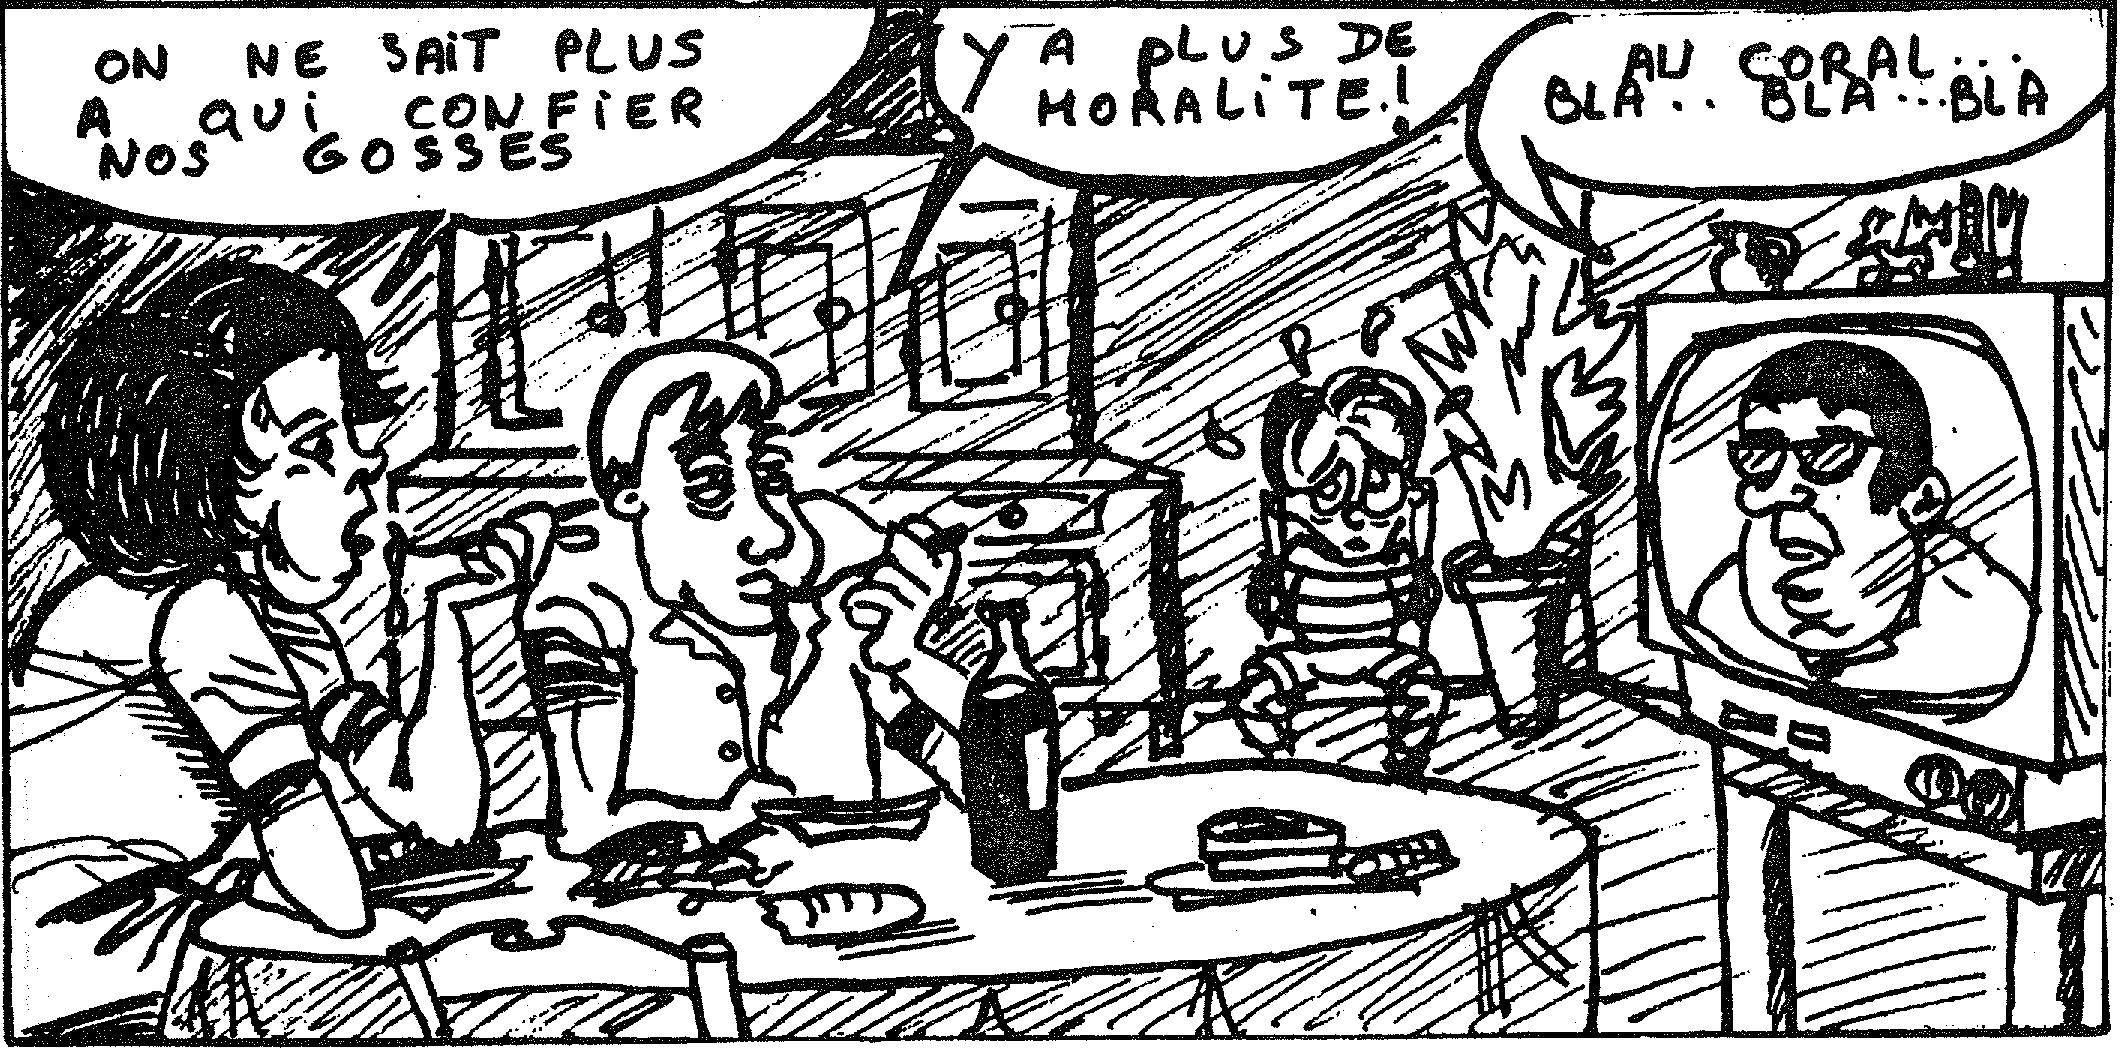 ON NE SAiT PLUS
A QUi CONFiER
NOS GOSSES
Y A PLUS DE
MORALiTE.!
AU CORAL...
BLA.. BLA...BLA